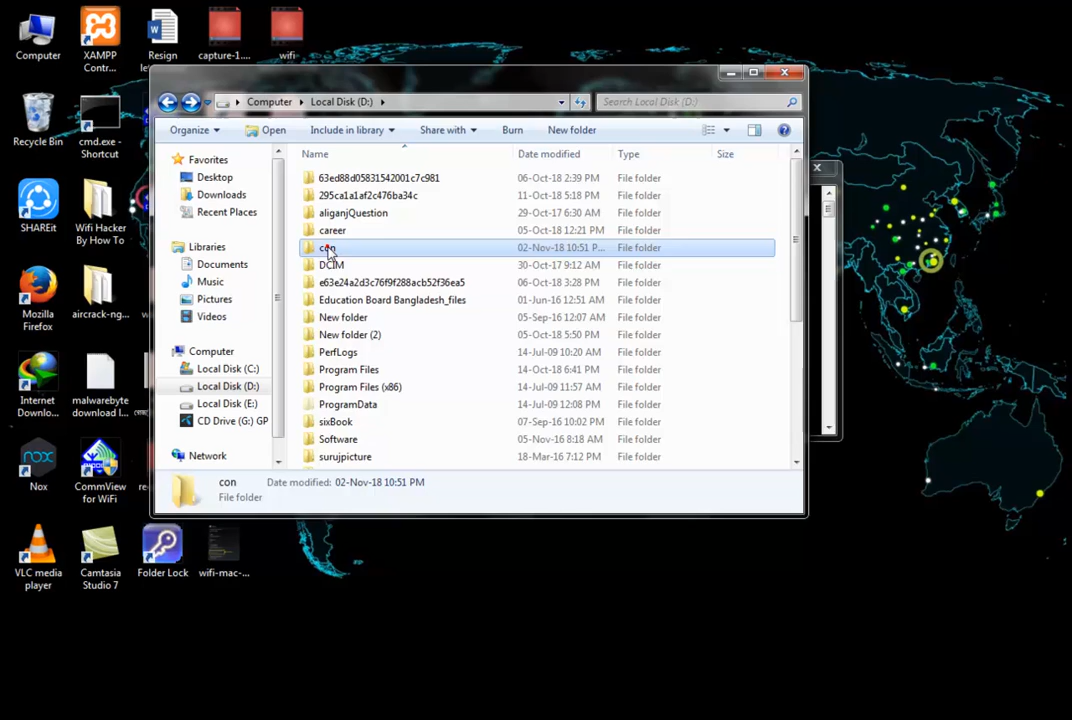 Computer
XAMPP
Contr...
Resign
capture-1...
wifi
Recycle Bin
cmd.exe -
Shortcut
SHAREit
Wifi Hacker
By How To
Mozilla
Firefox
aircrack-ng...
Internet
Downlo...
malwarebyte
download l...
Nox
CommView
for WiFi
VLC media
player
Camtasia
Studio 7
Folder Lock
wifi-mac-...
Computer
Local Disk (D:)
Search Local Disk (D:)
Organize
Open
Include in library
Share with
Burn
New folder
Favorites
Desktop
Downloads
Recent Places
Libraries
Documents
Music
Pictures
Videos
Computer
Local Disk (C:)
Local Disk (D:)
Local Disk (E:)
CD Drive (G:) GP
Network
Name Date modified Type Size
63ed88d05831542001c7c981 06-Oct-18 2:39 PM File folder
295ca1a1af2c476ba34c 11-Oct-18 5:18 PM File folder
aliganjQuestion 29-Oct-17 6:30 AM File folder
career 05-Oct-18 12:21 PM File folder
con 02-Nov-18 10:51 P... File folder
DCIM 30-Oct-17 9:12 AM File folder
e63e24a2d3c76f9f288acb52f36ea5 06-Oct-18 3:28 PM File folder
Education Board Bangladesh_files 01-Jun-16 12:51 AM File folder
New folder 05-Sep-16 12:07 AM File folder
New folder (2) 05-Oct-18 5:50 PM File folder
PerfLogs 14-Jul-09 10:20 AM File folder
Program Files 14-Oct-18 6:41 PM File folder
Program Files (x86) 14-Jul-09 11:57 AM File folder
ProgramData 14-Jul-09 12:08 PM File folder
sixBook 07-Sep-16 10:02 PM File folder
Software 05-Nov-16 8:18 AM File folder
surujpicture 18-Mar-16 7:12 PM File folder
con Date modified: 02-Nov-18 10:51 PM
File folder